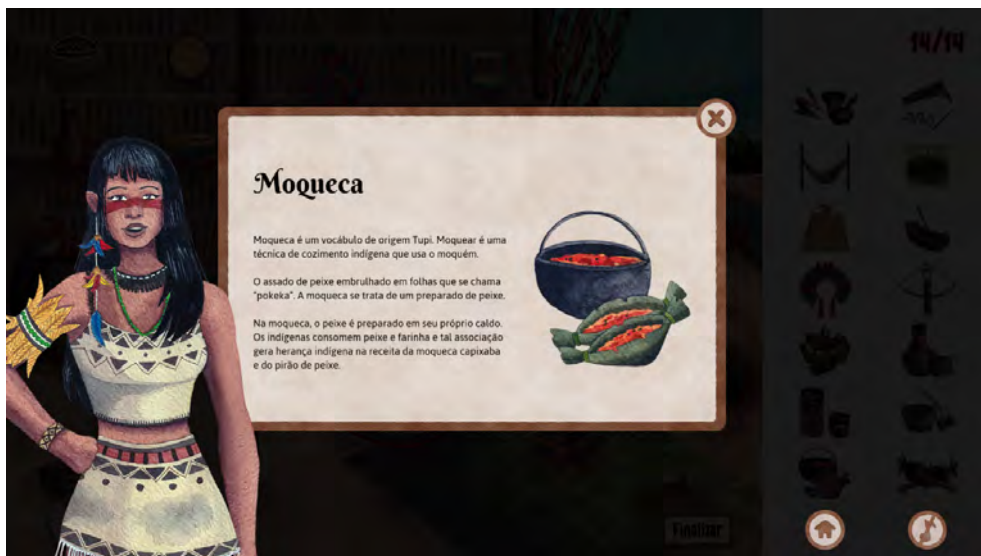 14/14
Moqueca
Moqueca é um vocábulo de origem Tupi. Moquear é uma
técnica de cozimento indígena que usa o moquém.
O assado de peixe embrulhado em folhas que se chama
"pokeka". A moqueca se trata de um preparado de peixe.
Na moqueca, o peixe é preparado em seu próprio caldo.
Os indígenas consomem peixe e farinha e tal associação
gera herança indígena na receita da moqueca capixaba
e do pirão de peixe.
Finalizar